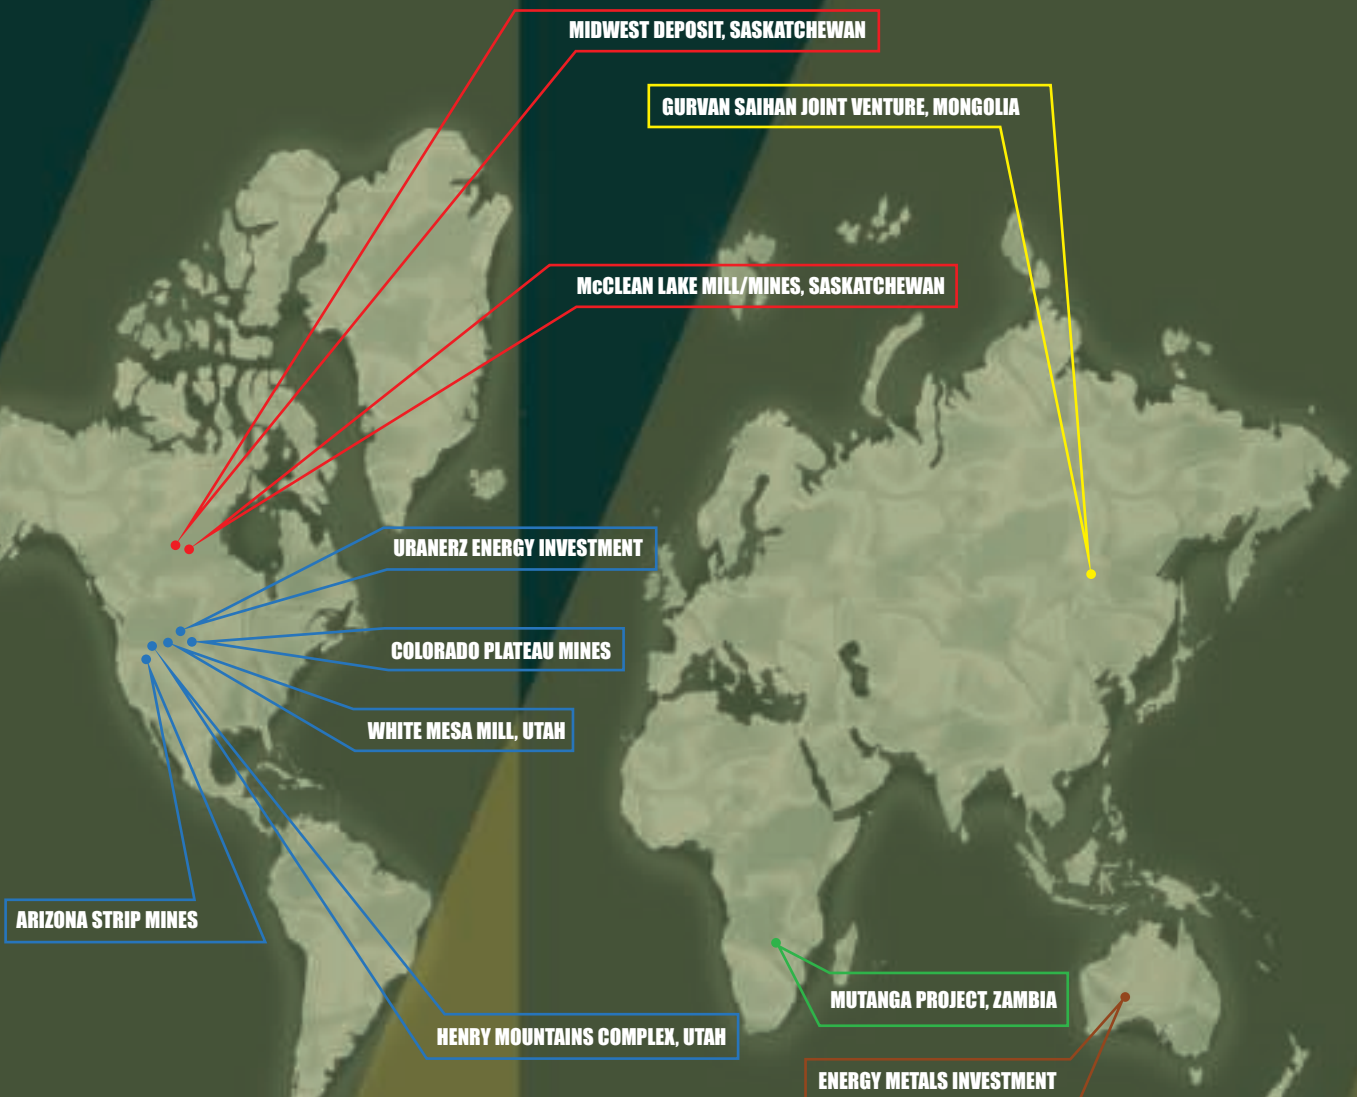 MIDWEST DEPOSIT, SASKATCHEWAN
GURVAN SAIHAN JOINT VENTURE, MONGOLIA
McCLEAN LAKE MILL/MINES, SASKATCHEWAN
URANERZ ENERGY INVESTMENT
COLORADO PLATEAU MINES
WHITE MESA MILL, UTAH
ARIZONA STRIP MINES
MUTANGA PROJECT, ZAMBIA
HENRY MOUNTAINS COMPLEX, UTAH
ENERGY METALS INVESTMENT